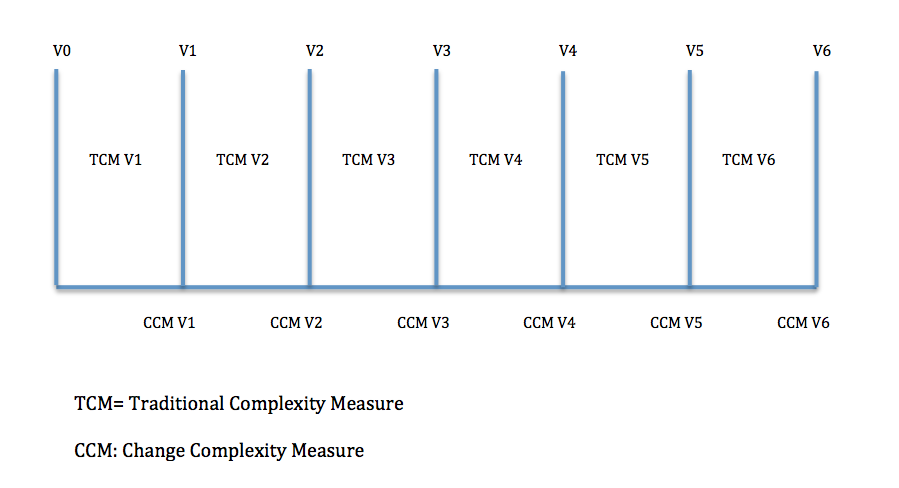 V0 V1 V2 V3 V4 V5 V6
TCM V1 TCM V2 TCM V3 TCM V4 TCM V5 TCM V6
CCM V1 CCM V2 CCM V3 CCM V4 CCM V5 CCM V6
TCM= Traditional Complexity Measure
CCM: Change Complexity Measure